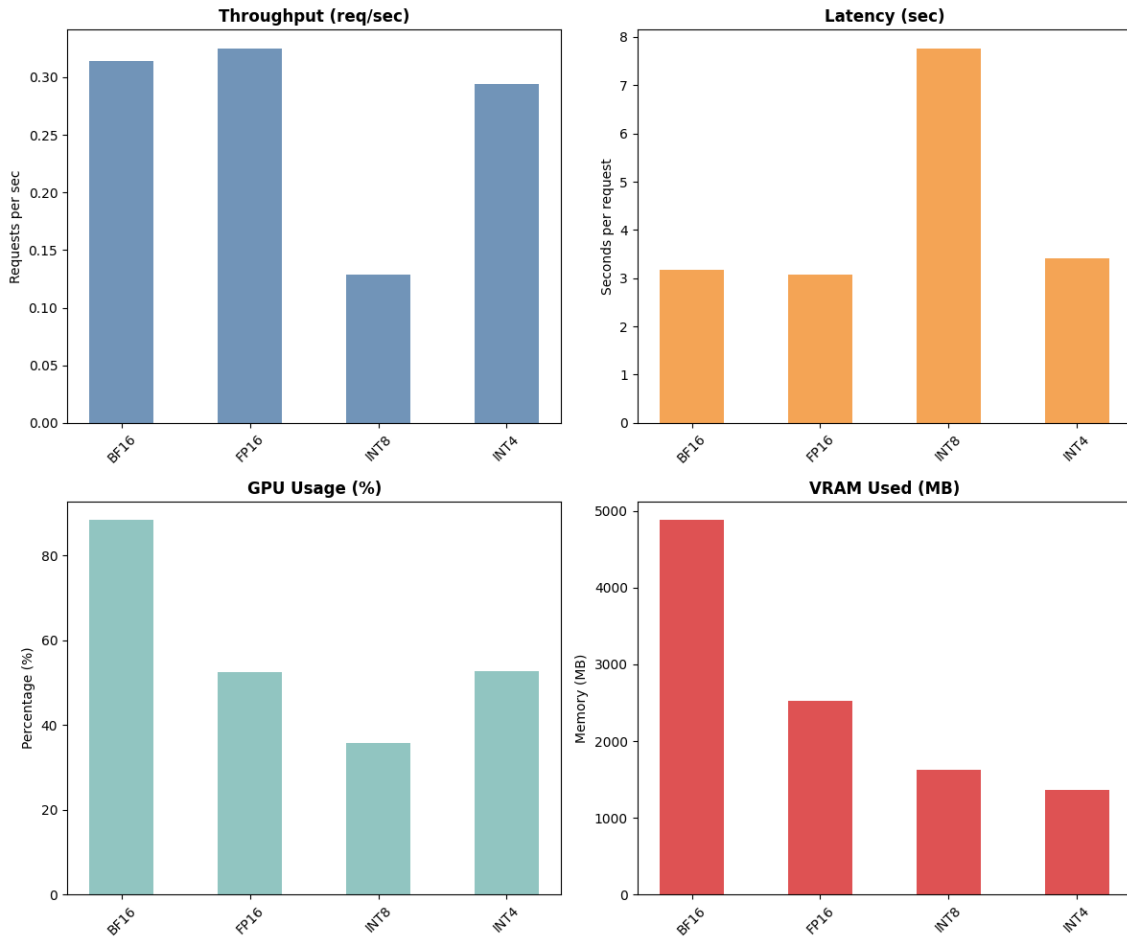 Throughput (req/sec)
Requests per sec
0.30
0.25
0.20
0.15
0.10
0.05
0.00
BF16
FP16
INT8
INT4
Latency (sec)
Seconds per request
8
7
6
5
4
3
2
1
0
BF16
FP16
INT8
INT4
GPU Usage (%)
Percentage (%)
80
60
40
20
0
BF16
FP16
INT8
INT4
VRAM Used (MB)
Memory (MB)
5000
4000
3000
2000
1000
0
BF16
FP16
INT8
INT4